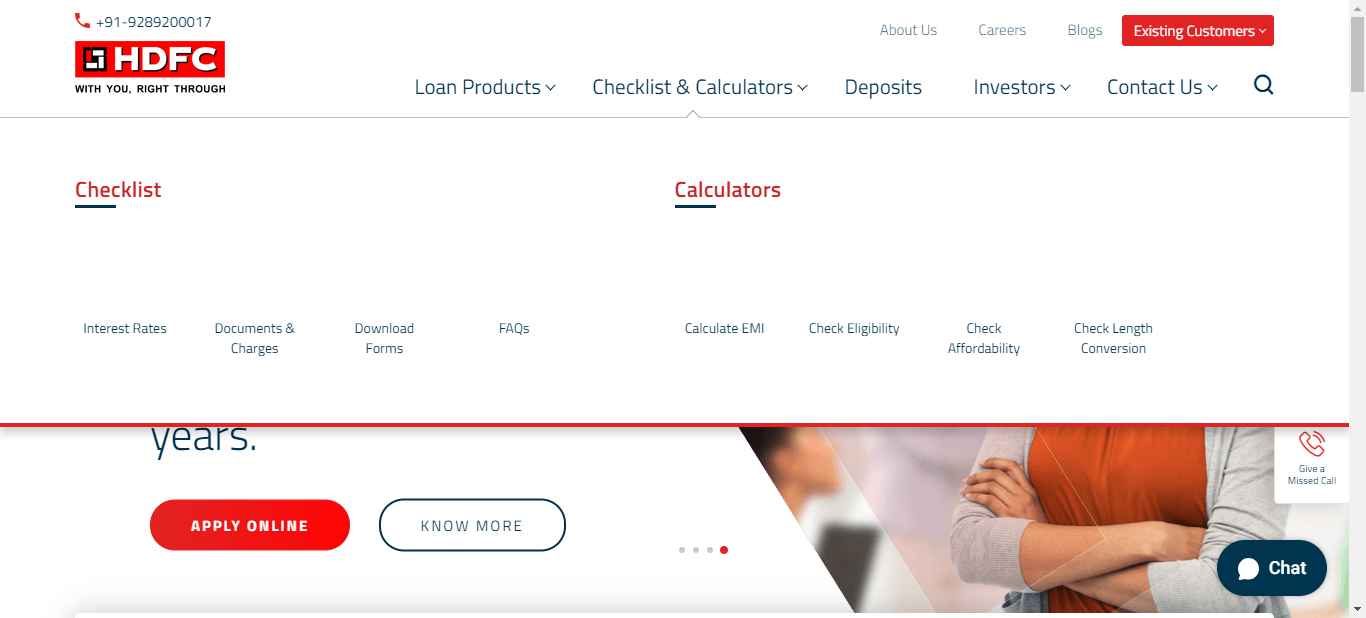 +91-9289200017
HDFC
WITH YOU, RIGHT THROUGH
About Us
Careers
Blogs
Existing Customers
Loan Products
Checklist & Calculators
Deposits
Investors
Contact Us
Checklist
Interest Rates
Documents &
Charges
Download
Forms
FAQs
Calculators
Calculate EMI
Check Eligibility
Check
Affordability
Check Length
Conversion
years.
APPLY ONLINE
KNOW MORE
Give a
Missed Call
Chat